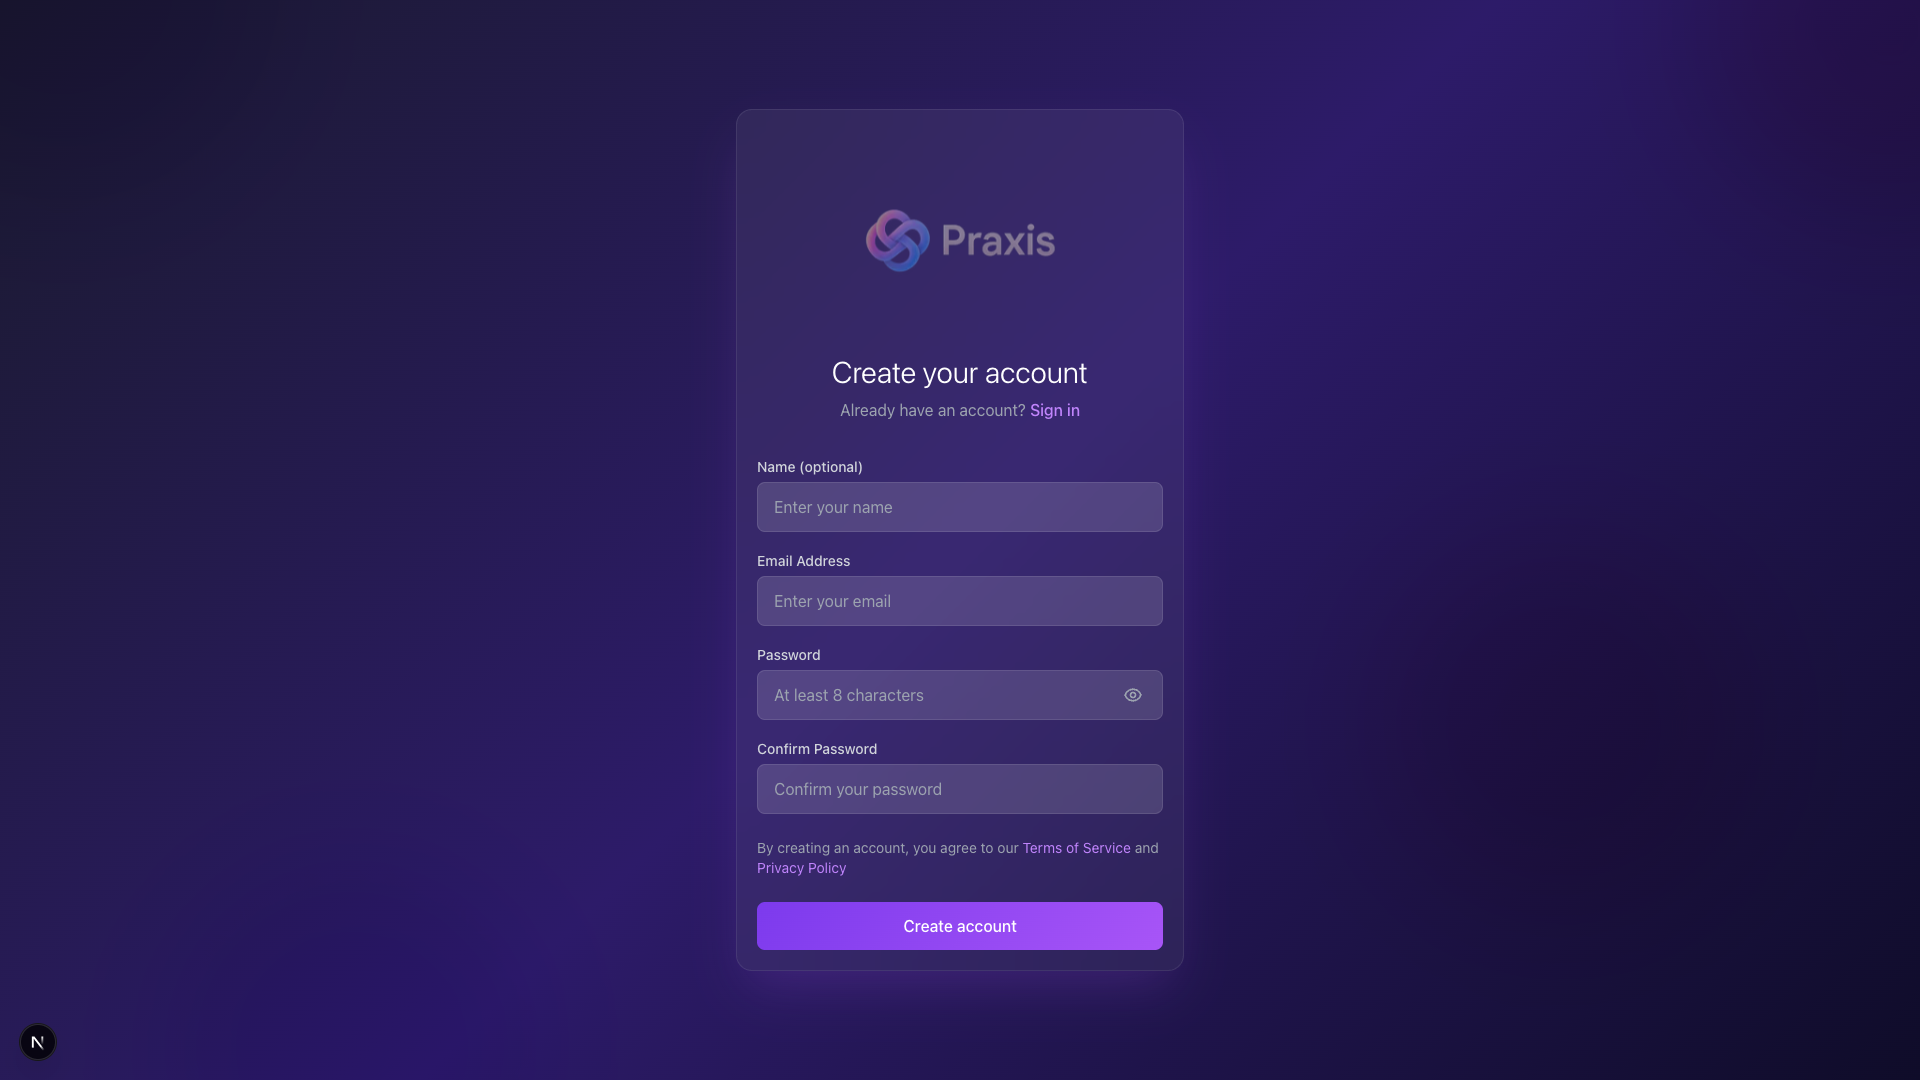 Praxis
Create your account
Already have an account? Sign in
Name (optional)
Enter your name
Email Address
Enter your email
Password
At least 8 characters
Confirm Password
Confirm your password
By creating an account, you agree to our Terms of Service and
Privacy Policy
Create account
N